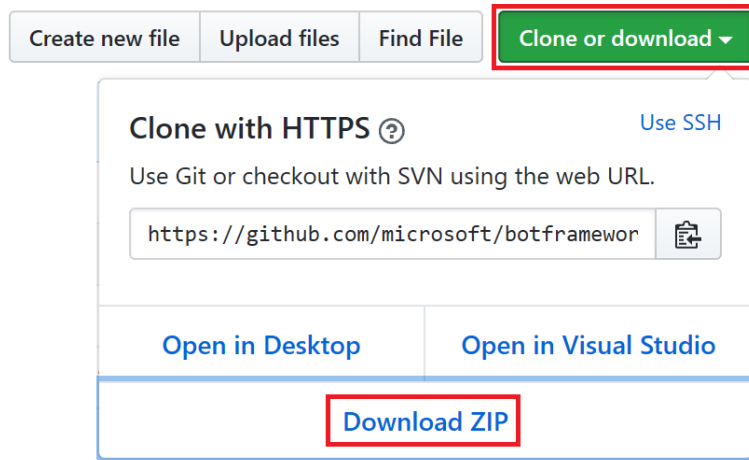 Create new file Upload files Find File Clone or download
Clone with HTTPS ?
Use SSH
Use Git or checkout with SVN using the web URL.
https://github.com/microsoft/botframewor
Open in Desktop Open in Visual Studio
Download ZIP